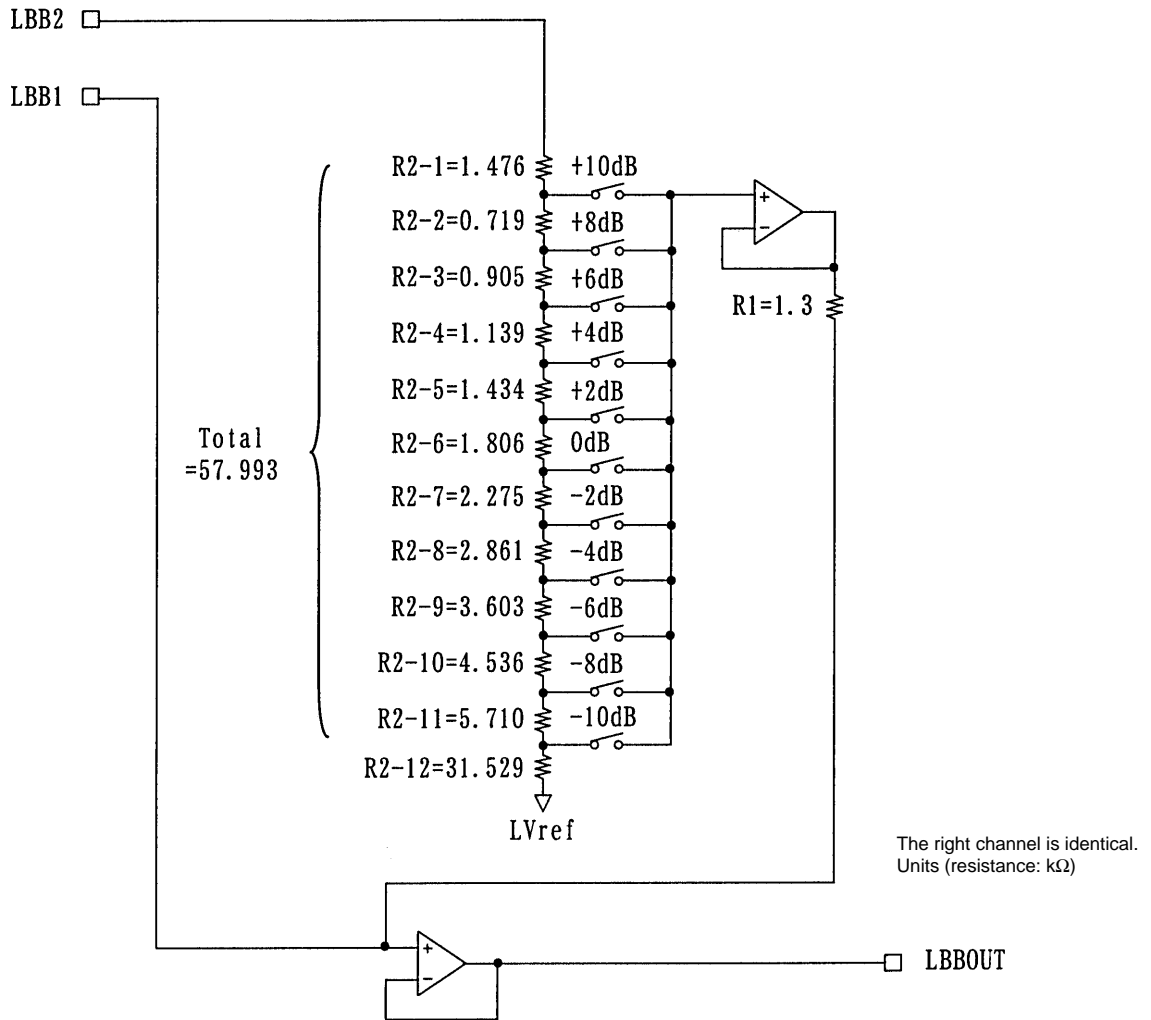 LBB2
LBB1
R2-1=1.476 +10dB
R2-2=0.719 +8dB
R2-3=0.905 +6dB
R1=1.3
R2-4=1.139 +4dB
R2-5=1.434 +2dB
Total
=57.993
R2-6=1.806 0dB
R2-7=2.275 -2dB
R2-8=2.861 -4dB
R2-9=3.603 -6dB
R2-10=4.536 -8dB
R2-11=5.710 -10dB
R2-12=31.529
LVref
The right channel is identical.
Units (resistance: kΩ)
+
-
+
-
LBBOUT